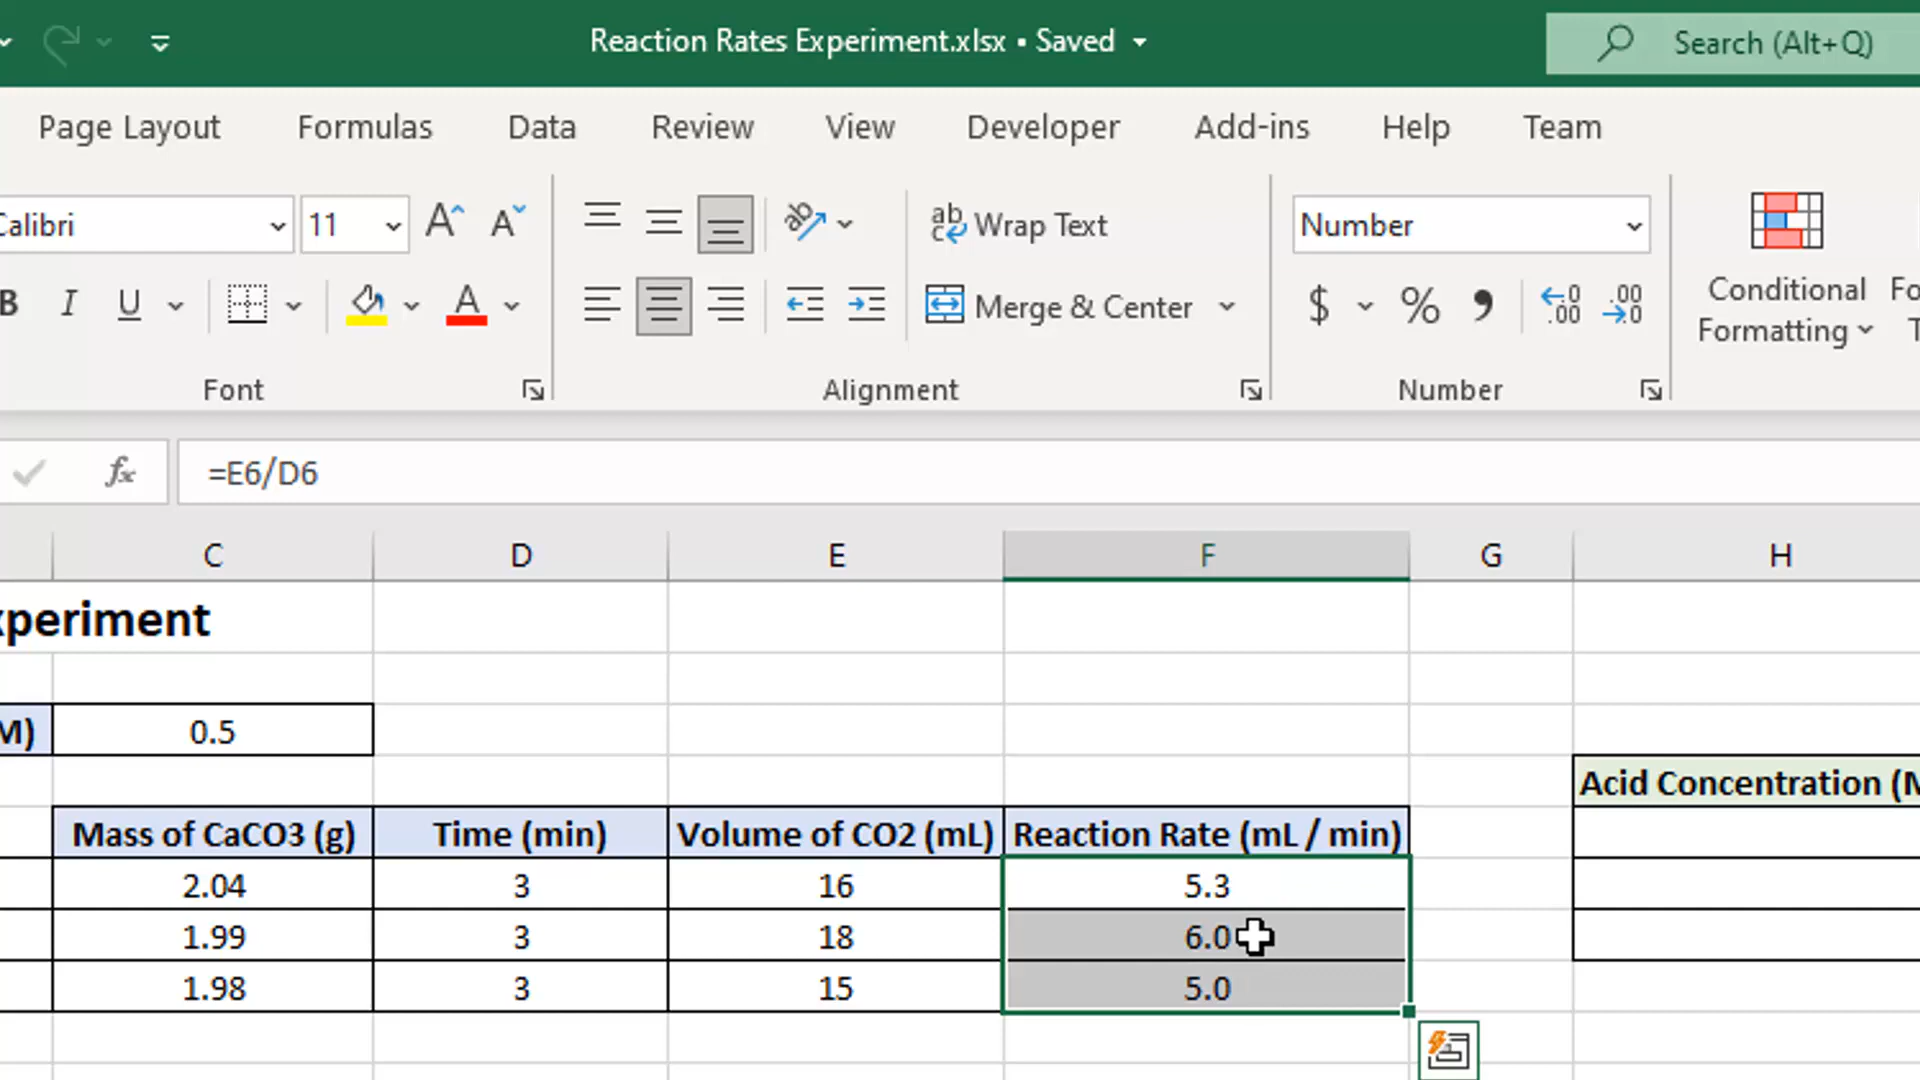 Reaction Rates Experiment.xlsx • Saved
Search (Alt+Q)
Page Layout Formulas Data Review View Developer Add-ins Help Team
Calibri 11 Wrap Text Number
B I U Merge & Center $ % Conditional Formatting
Font Alignment Number
fx =E6/D6
C D E F G H
xperiment
M) 0.5
Acid Concentration (M
Mass of CaCO3 (g) Time (min) Volume of CO2 (mL) Reaction Rate (mL / min)
2.04 3 16 5.3
1.99 3 18 6.0
1.98 3 15 5.0